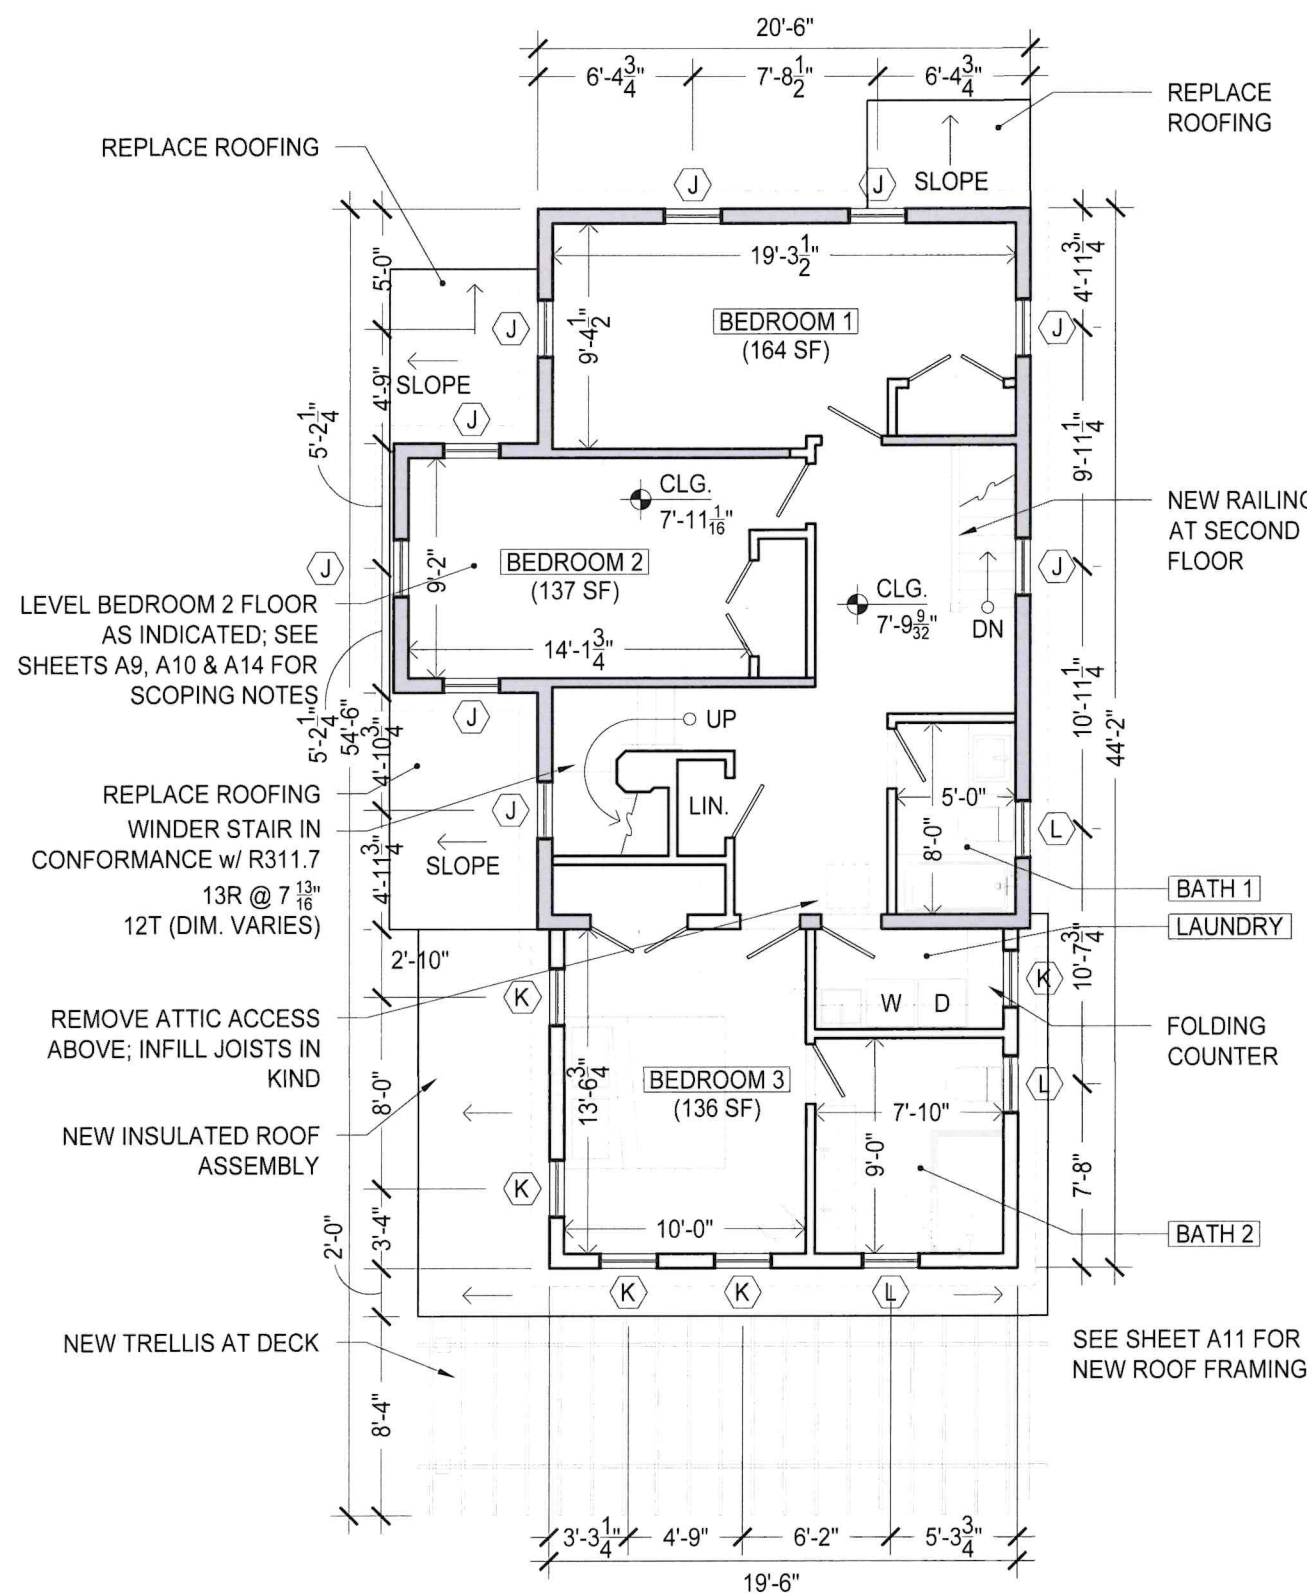 20'-6"
6'-4 3/4"
7'-8 1/2"
6'-4 3/4"
REPLACE
ROOFING
REPLACE ROOFING
J
J
SLOPE
5'-0"
19'-3 1/2"
4'-11 3/4"
J
9'-4 1/2"
BEDROOM 1
(164 SF)
J
4'-9"
SLOPE
5'-2 1/4"
J
9'-11 1/4"
CLG.
7'-11 1/16"
NEW RAILING
AT SECOND
FLOOR
J
9'-2"
BEDROOM 2
(137 SF)
J
CLG.
7'-9 9/32"
DN
LEVEL BEDROOM 2 FLOOR
AS INDICATED; SEE
SHEETS A9, A10 & A14 FOR
SCOPING NOTES
14'-1 3/4"
5'-2 1/4"
54'-6"
4'-10 3/4"
J
UP
10'-11 1/4"
44'-2"
REPLACE ROOFING
WINDER STAIR IN
CONFORMANCE w/ R311.7
13R @ 7 13/16"
12T (DIM. VARIES)
J
LIN.
5'-0"
8'-0"
L
4'-11 3/4"
SLOPE
BATH 1
LAUNDRY
2'-10"
10'-7 3/4"
K
W
D
K
REMOVE ATTIC ACCESS
ABOVE; INFILL JOISTS IN
KIND
FOLDING
COUNTER
8'-0"
13'-6 3/4"
BEDROOM 3
(136 SF)
L
7'-10"
9'-0"
NEW INSULATED ROOF
ASSEMBLY
K
7'-8"
2'-0"
3'-4"
10'-0"
BATH 2
K
K
L
NEW TRELLIS AT DECK
SEE SHEET A11 FOR
NEW ROOF FRAMING
8'-4"
3'-3 1/4"
4'-9"
6'-2"
5'-3 3/4"
19'-6"